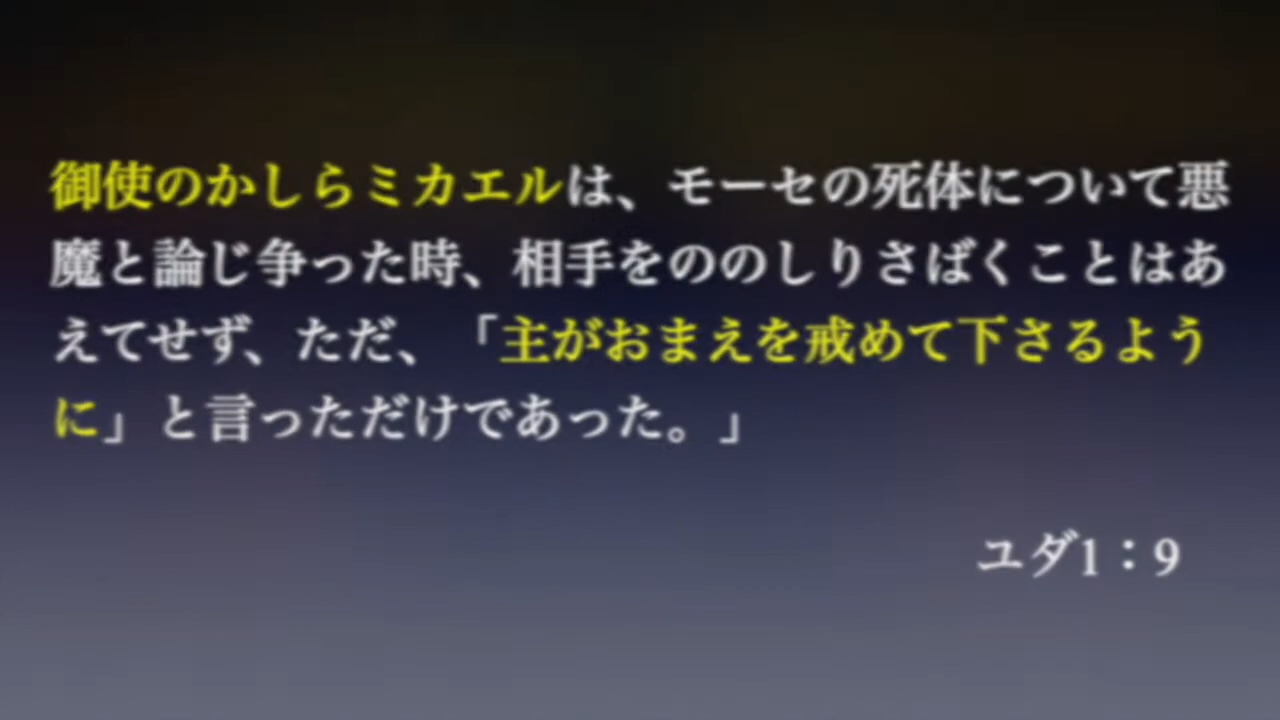 御使のかしらミカエルは、モーセの死体について悪
魔と論じ争った時、相手をののしりさばくことはあ
えてせず、ただ、「主がおまえを戒めて下さるよう
に」と言っただけであった。」
ユダ1：9